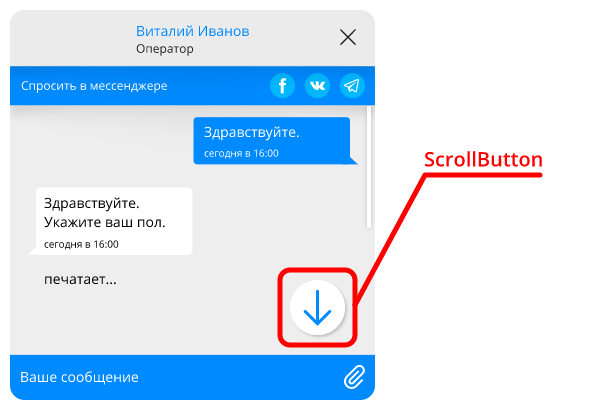 Виталий Иванов
Оператор
Спросить в мессенджере
Здравствуйте.
сегодня в 16:00
ScrollButton
Здравствуйте.
Укажите ваш пол.
сегодня в 16:00
печатает...
Ваше сообщение